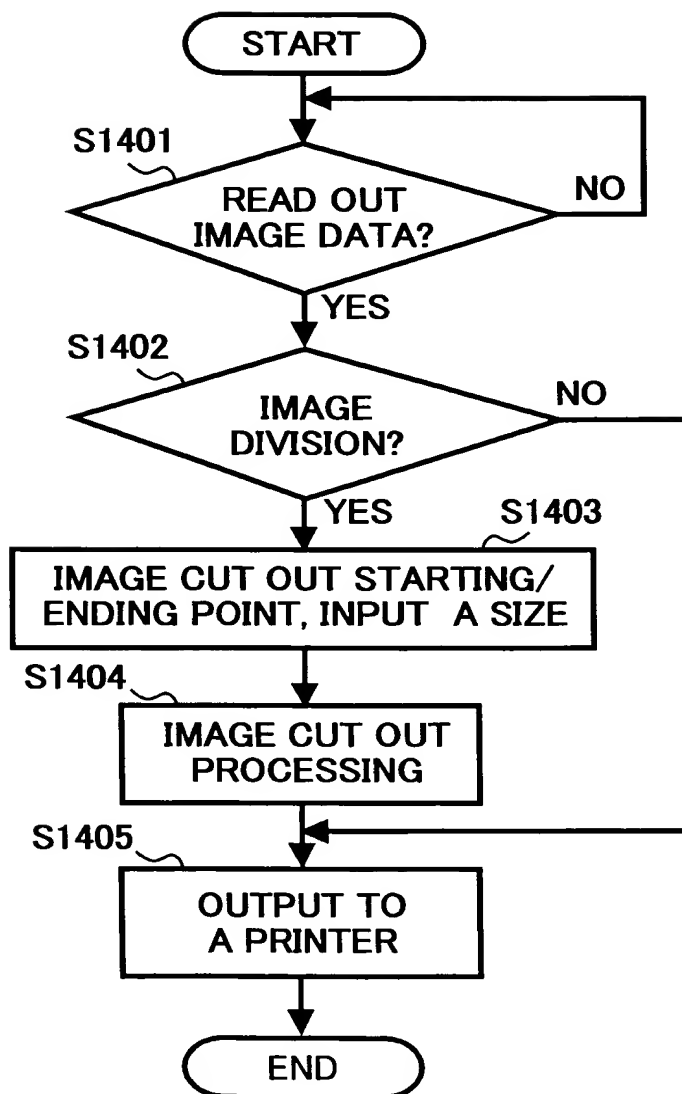 START
S1401
READ OUT
IMAGE DATA?
NO
YES
S1402
IMAGE
DIVISION?
NO
YES
S1403
IMAGE CUT OUT STARTING/
ENDING POINT, INPUT A SIZE
S1404
IMAGE CUT OUT
PROCESSING
S1405
OUTPUT TO
A PRINTER
END